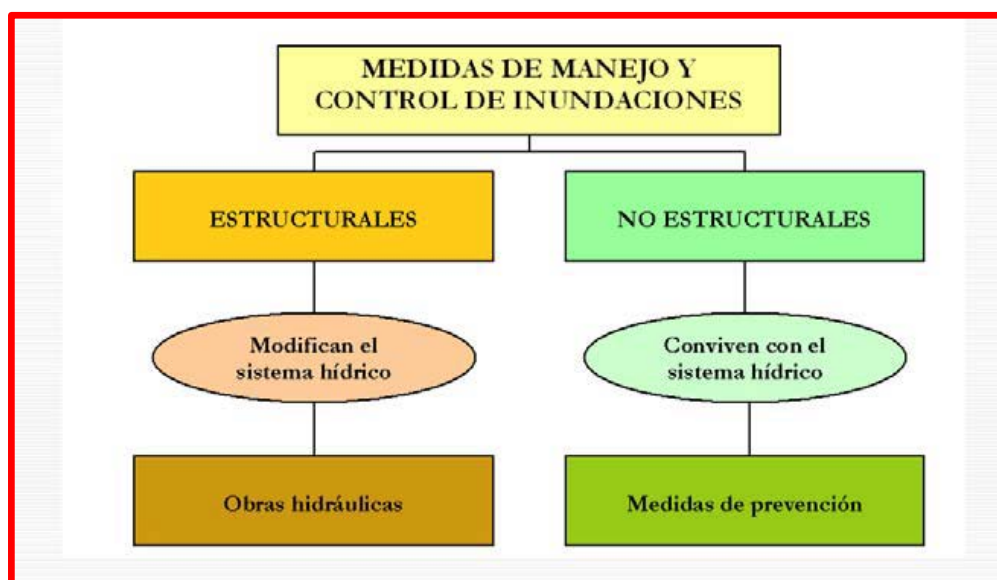 MEDIDAS DE MANEJO Y
CONTROL DE INUNDACIONES
ESTRUCTURALES
NO ESTRUCTURALES
Modifican el
sistema hídrico
Conviven con el
sistema hídrico
Obras hidráulicas
Medidas de prevención